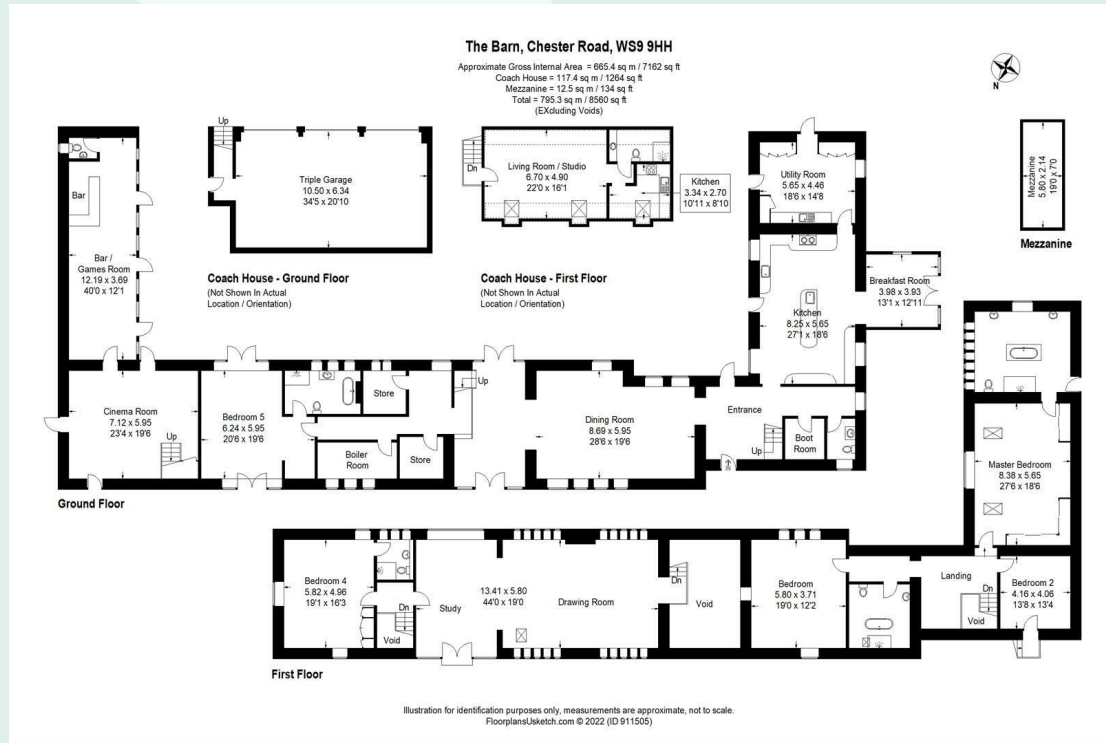 The Barn, Chester Road, WS9 9HH
Approximate Gross Internal Area = 665.4 sq m / 7162 sq ft
Coach House = 117.4 sq m / 1264 sq ft
Mezzanine = 12.5 sq m / 134 sq ft
Total = 795.3 sq m / 8560 sq ft
(EXcluding Voids)
N
Up
Triple Garage
10.50 x 6.34
34'5 x 20'10
Coach House - Ground Floor
(Not Shown In Actual
Location / Orientation)
Dn
Living Room / Studio
6.70 x 4.90
22'0 x 16'1
Kitchen
3.34 x 2.70
10'11 x 8'10
Coach House - First Floor
(Not Shown In Actual
Location / Orientation)
Utility Room
5.65 x 4.46
18'6 x 14'8
Mezzanine
5.80 x 2.14
19'0 x 7'0
Mezzanine
Bar
Bar /
Games Room
12.19 x 3.69
40'0 x 12'1
Kitchen
8.25 x 5.65
27'1 x 18'6
Breakfast Room
3.98 x 3.93
13'1 x 12'11
Cinema Room
7.12 x 5.95
23'4 x 19'6
Up
Bedroom 5
6.24 x 5.95
20'6 x 19'6
Store
Boiler
Room
Store
Up
Dining Room
8.69 x 5.95
28'6 x 19'6
Entrance
Up
Boot
Room
Ground Floor
Master Bedroom
8.38 x 5.65
27'6 x 18'6
Bedroom 4
5.82 x 4.96
19'1 x 16'3
Dn
Void
Study
13.41 x 5.80
44'0 x 19'0
Drawing Room
Dn
Void
Bedroom
5.80 x 3.71
19'0 x 12'2
Landing
Dn
Void
Bedroom 2
4.16 x 4.06
13'8 x 13'4
First Floor
Illustration for identification purposes only, measurements are approximate, not to scale.
FloorplansUsketch.com © 2022 (ID 911505)